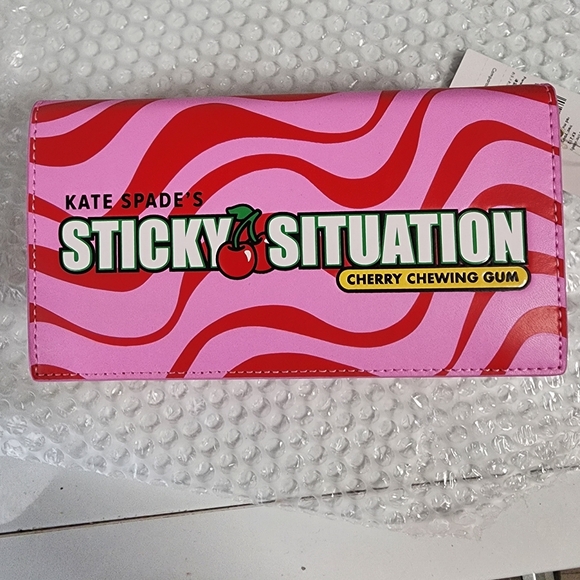 KATE SPADE'S
STICKY SITUATION
CHERRY CHEWING GUM